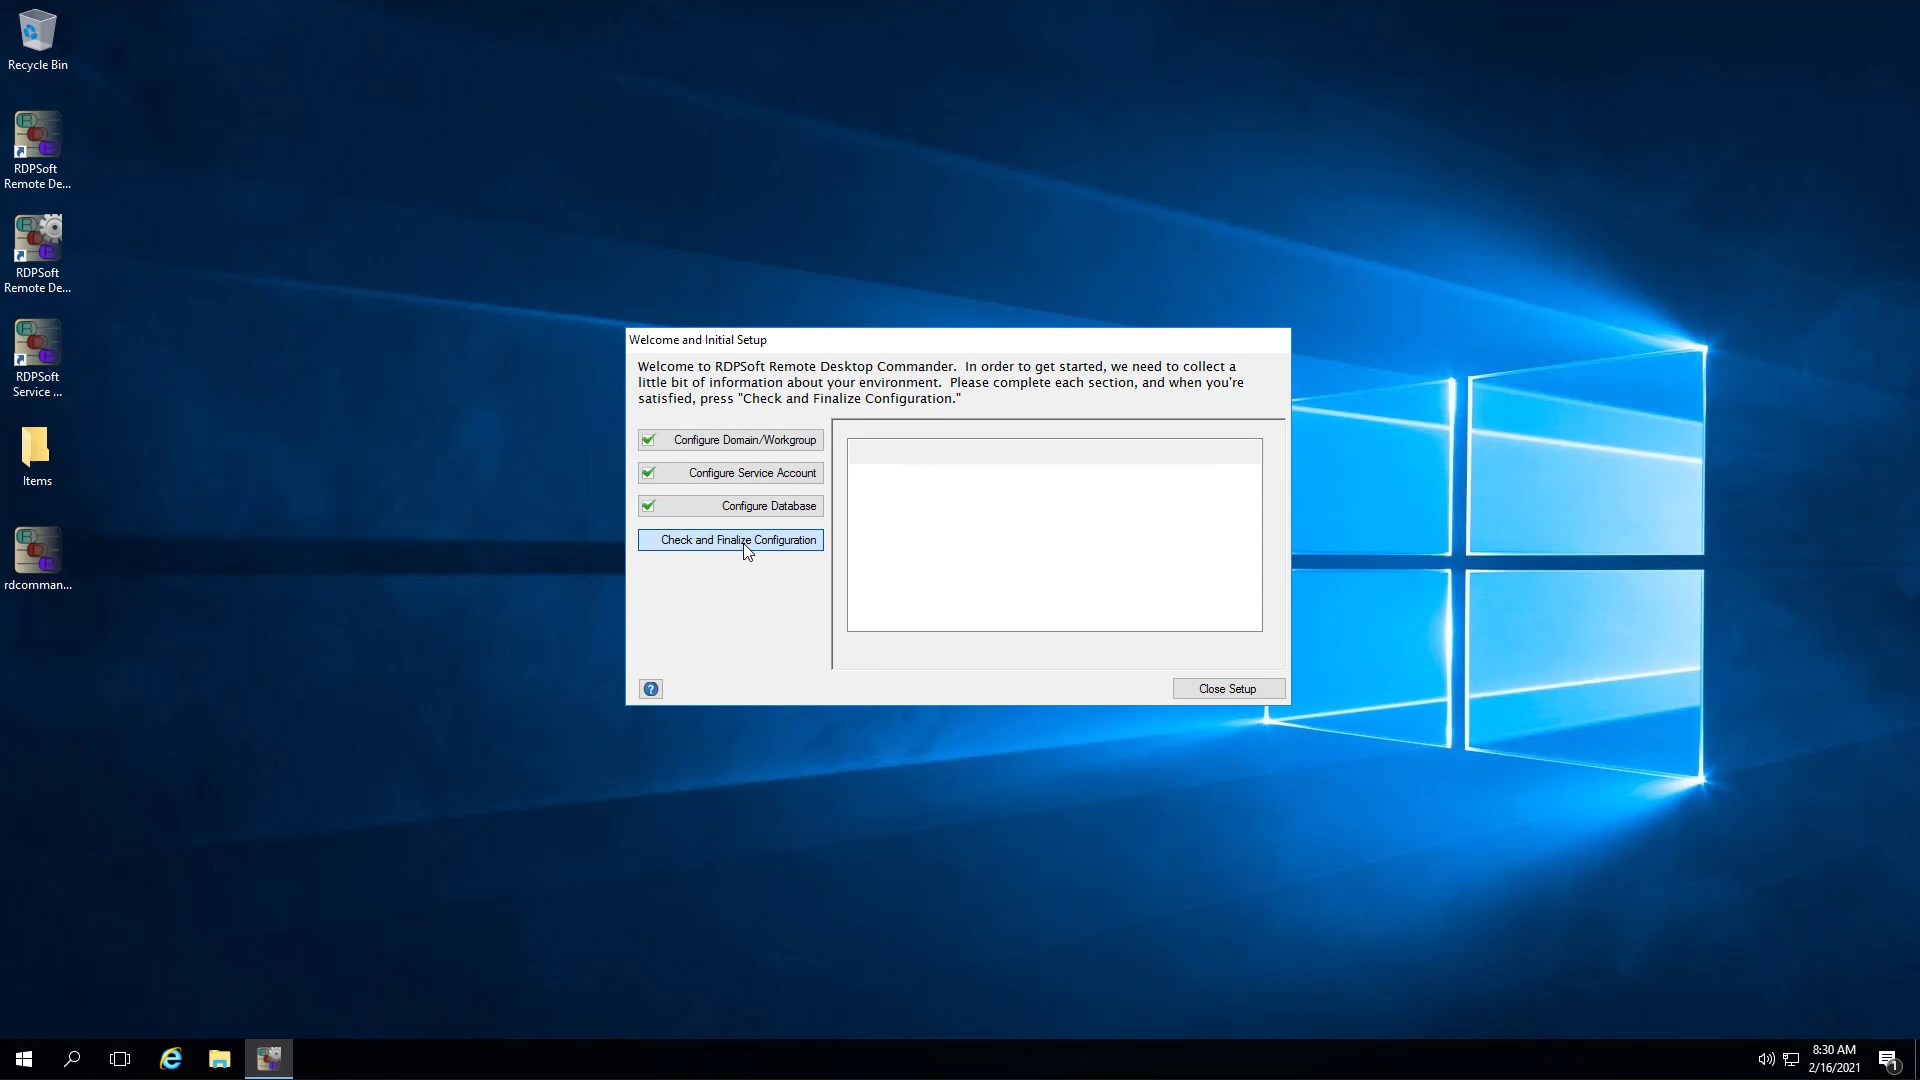 Recycle Bin
RDPSoft
Remote De...
RDPSoft
Remote De...
RDPSoft
Service ...
Items
rdcomman...
Welcome and Initial Setup
Welcome to RDPSoft Remote Desktop Commander.  In order to get started, we need to collect a
little bit of information about your environment.  Please complete each section, and when you're
satisfied, press "Check and Finalize Configuration."
Configure Domain/Workgroup
Configure Service Account
Configure Database
Check and Finalize Configuration
?
Close Setup
8:30 AM
2/16/2021
1